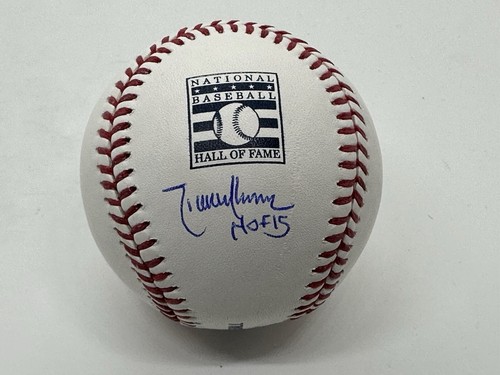 NATIONAL
BASEBALL
HALL OF FAME
HOF 15